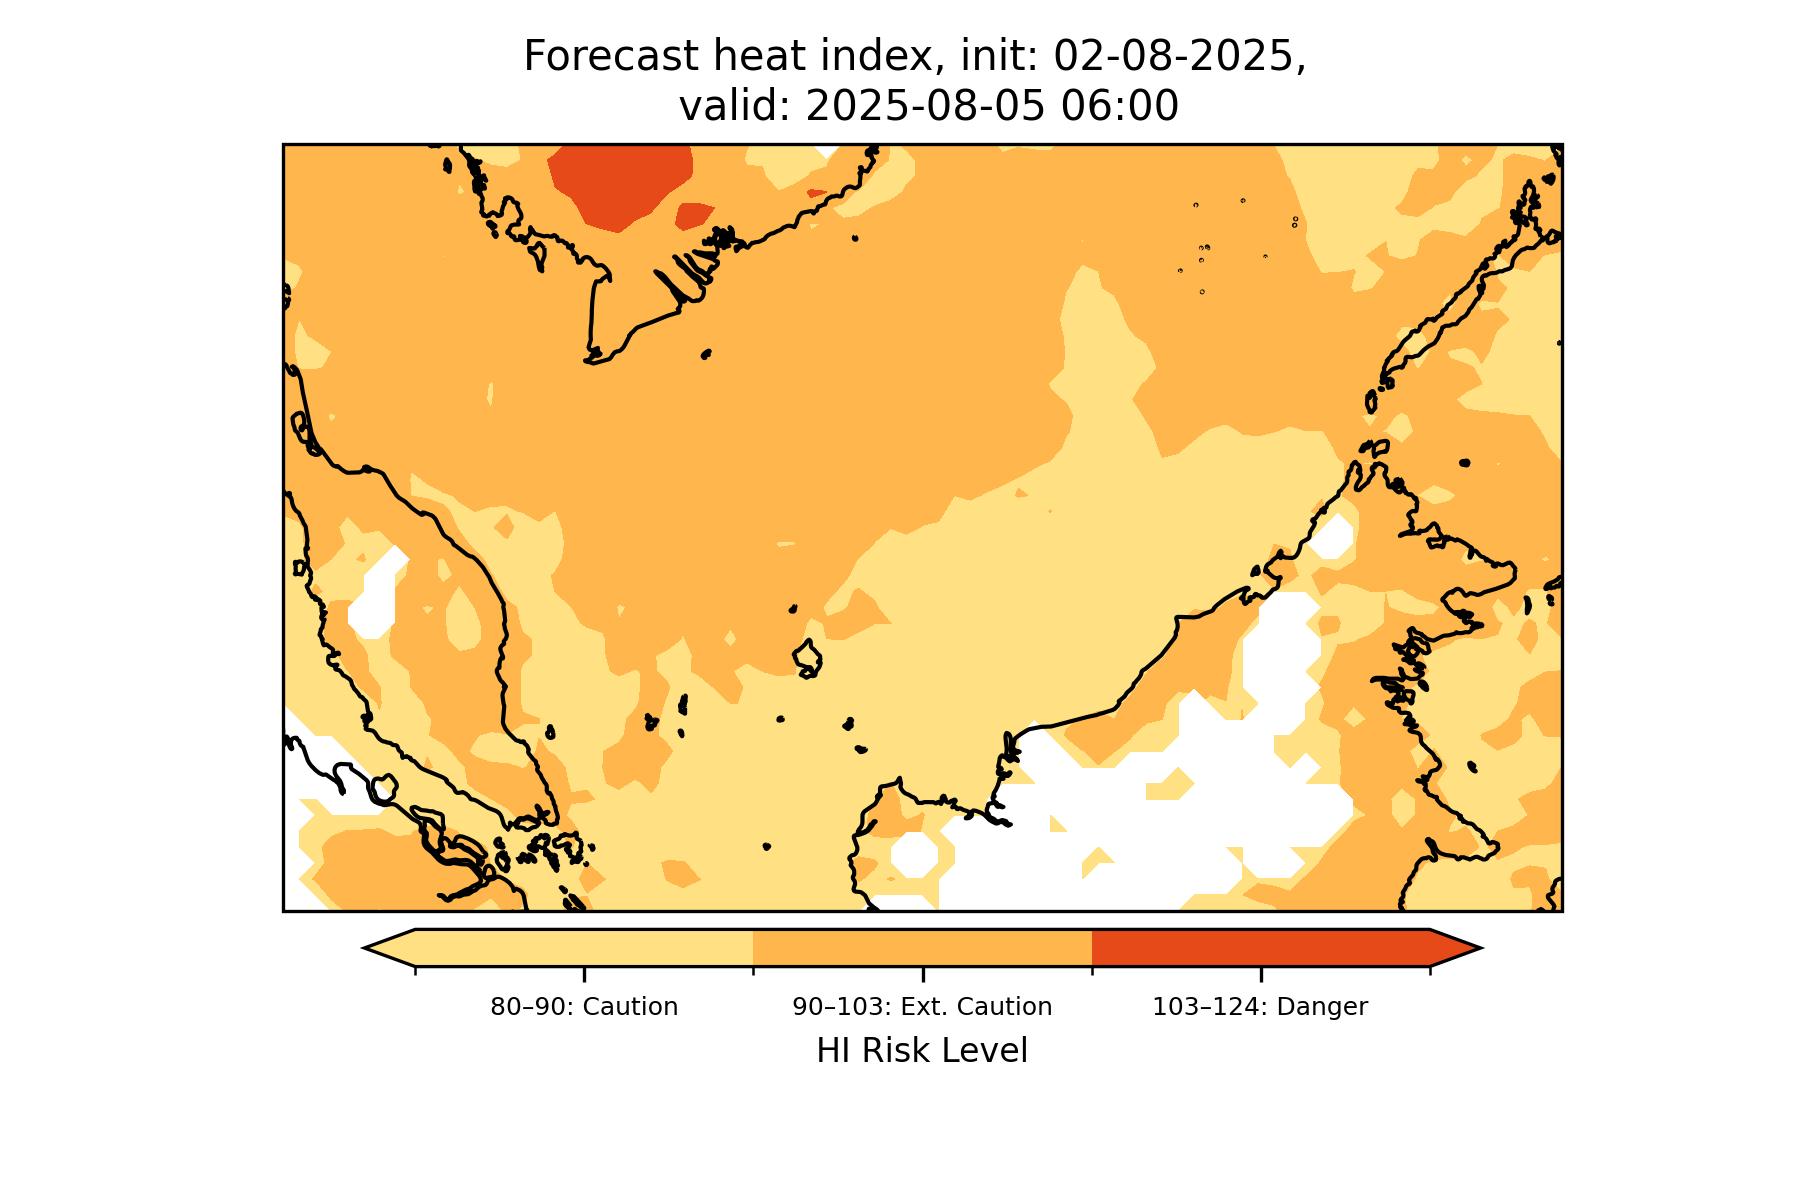 Forecast heat index, init: 02-08-2025,
valid: 2025-08-05 06:00
80–90: Caution
90–103: Ext. Caution
103–124: Danger
HI Risk Level